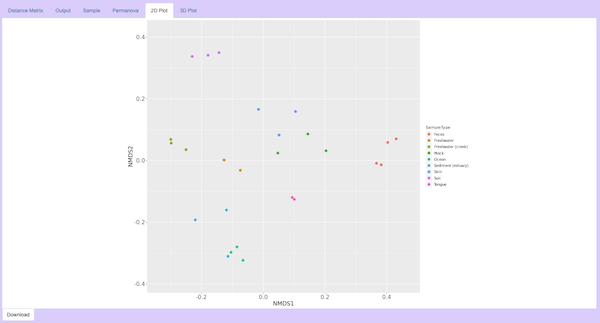 Distance Matrix Output Sample Permanova 2D Plot 3D Plot
0.4
0.2
0.0
-0.2
-0.4
NMDS2
-0.2 0.0 0.2 0.4
NMDS1
SampleType
Feces
Freshwater
Freshwater (creek)
Mock
Ocean
Sediment (estuary)
Skin
Soil
Tongue
Download